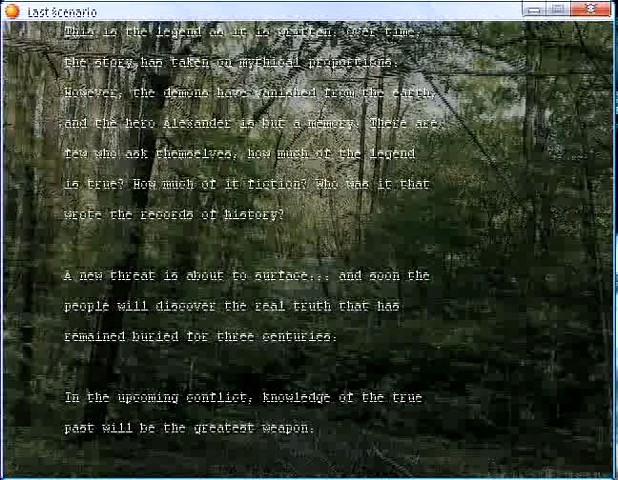 Last Scenario
This is the legend as it is written. Over time,
the story has taken on mythical proportions.
However, the demons have vanished from the earth,
and the hero Alexander is but a memory. There are
few who ask themselves, how much of the legend
is true? How much of it fiction? Who was it that
wrote the records of history?
A new threat is about to surface... and soon the
people will discover the real truth that has
remained buried for three centuries.
In the upcoming conflict, knowledge of the true
past will be the greatest weapon.